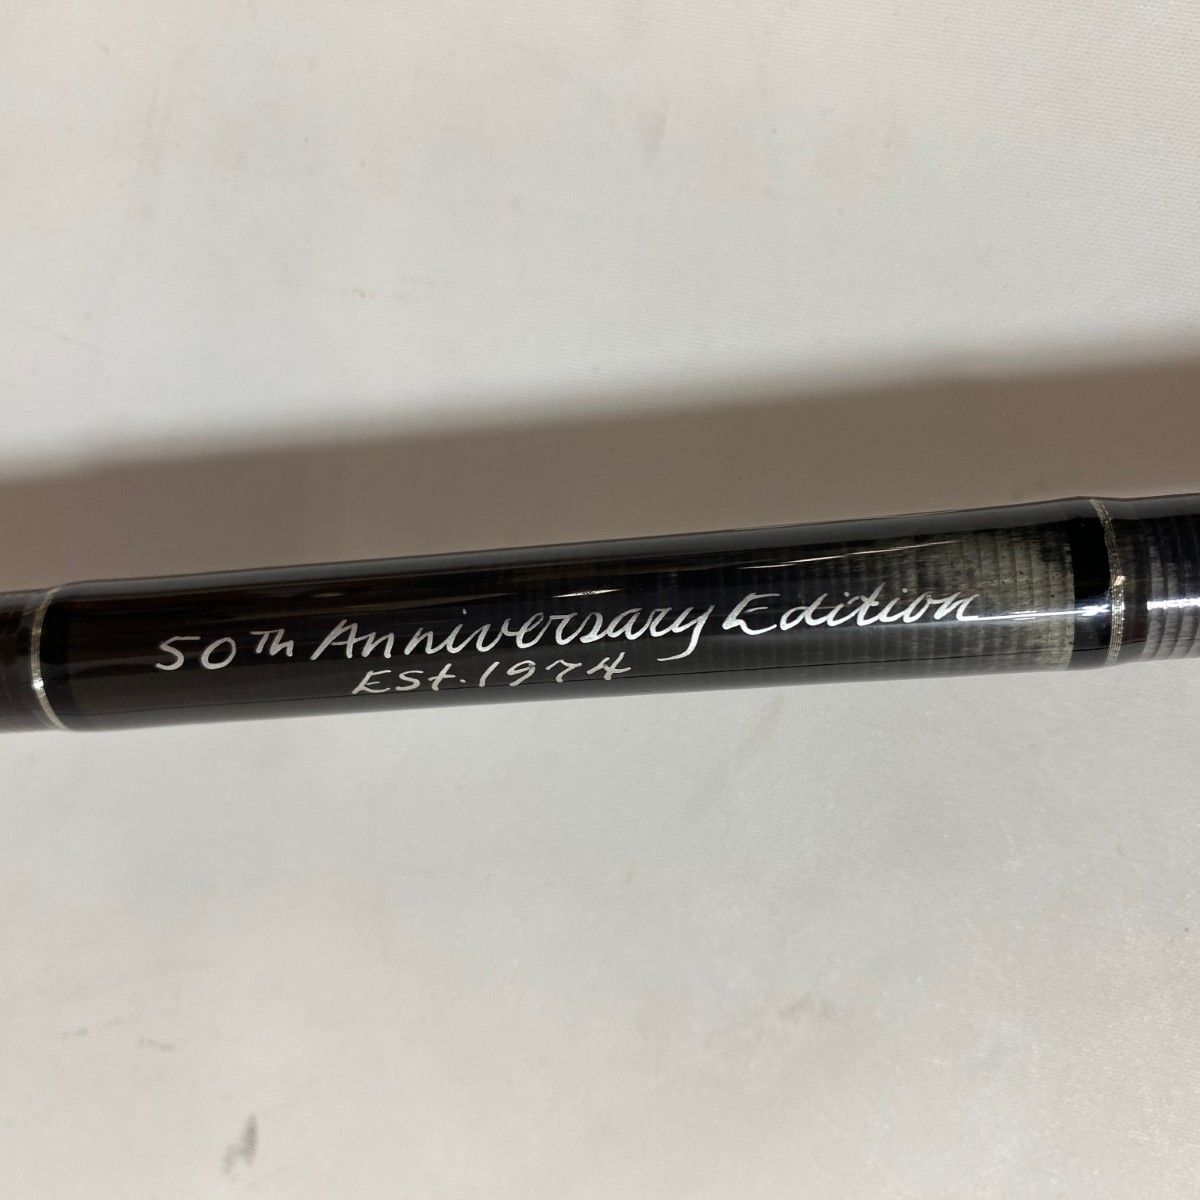 50Th Anniversary Edition
Est. 1974